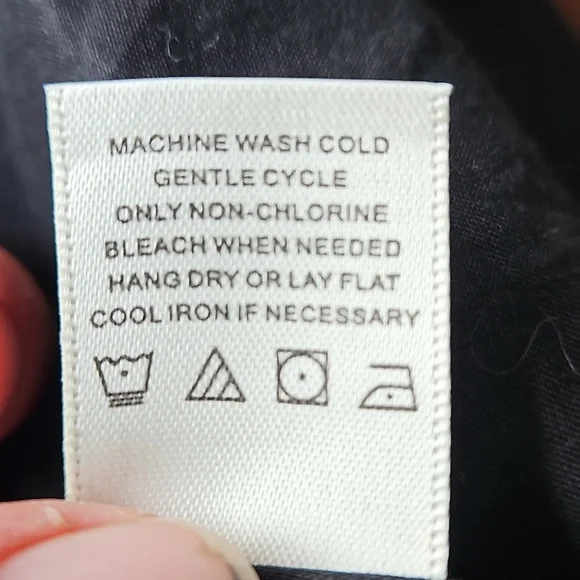 MACHINE WASH COLD
GENTLE CYCLE
ONLY NON-CHLORINE
BLEACH WHEN NEEDED
HANG DRY OR LAY FLAT
COOL IRON IF NECESSARY